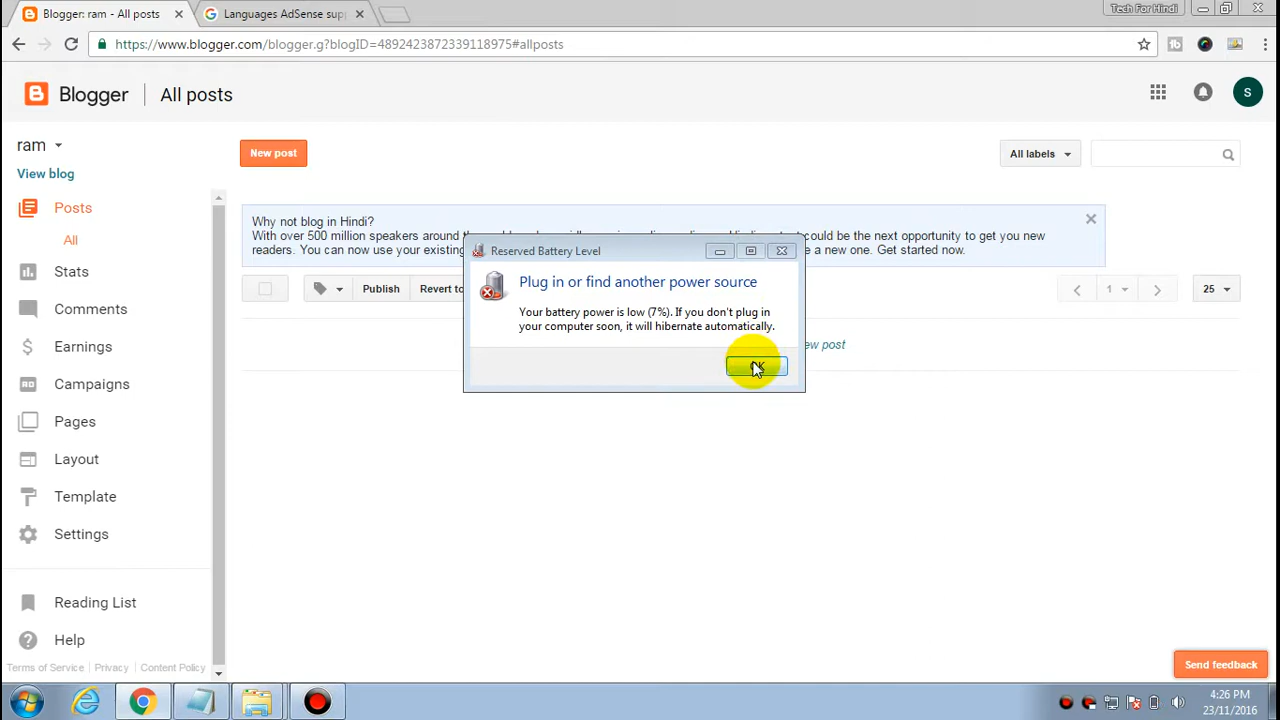 Blogger: ram - All posts
Languages AdSense sup
Tech For Hindi
https://www.blogger.com/blogger.g?blogID=4892423872339118975#allposts
Blogger
All posts
S
ram
View blog
New post
All labels
Posts
All
Why not blog in Hindi?
With over 500 million speakers around
could be the next opportunity to get you new
readers. You can now use your existing
e a new one. Get started now.
Reserved Battery Level
Plug in or find another power source
Your battery power is low (7%). If you don't plug in
your computer soon, it will hibernate automatically.
OK
Publish
Revert to
1
25
ew post
Stats
Comments
Earnings
Campaigns
Pages
Layout
Template
Settings
Reading List
Help
Terms of Service
Privacy
Content Policy
Send feedback
4:26 PM
23/11/2016